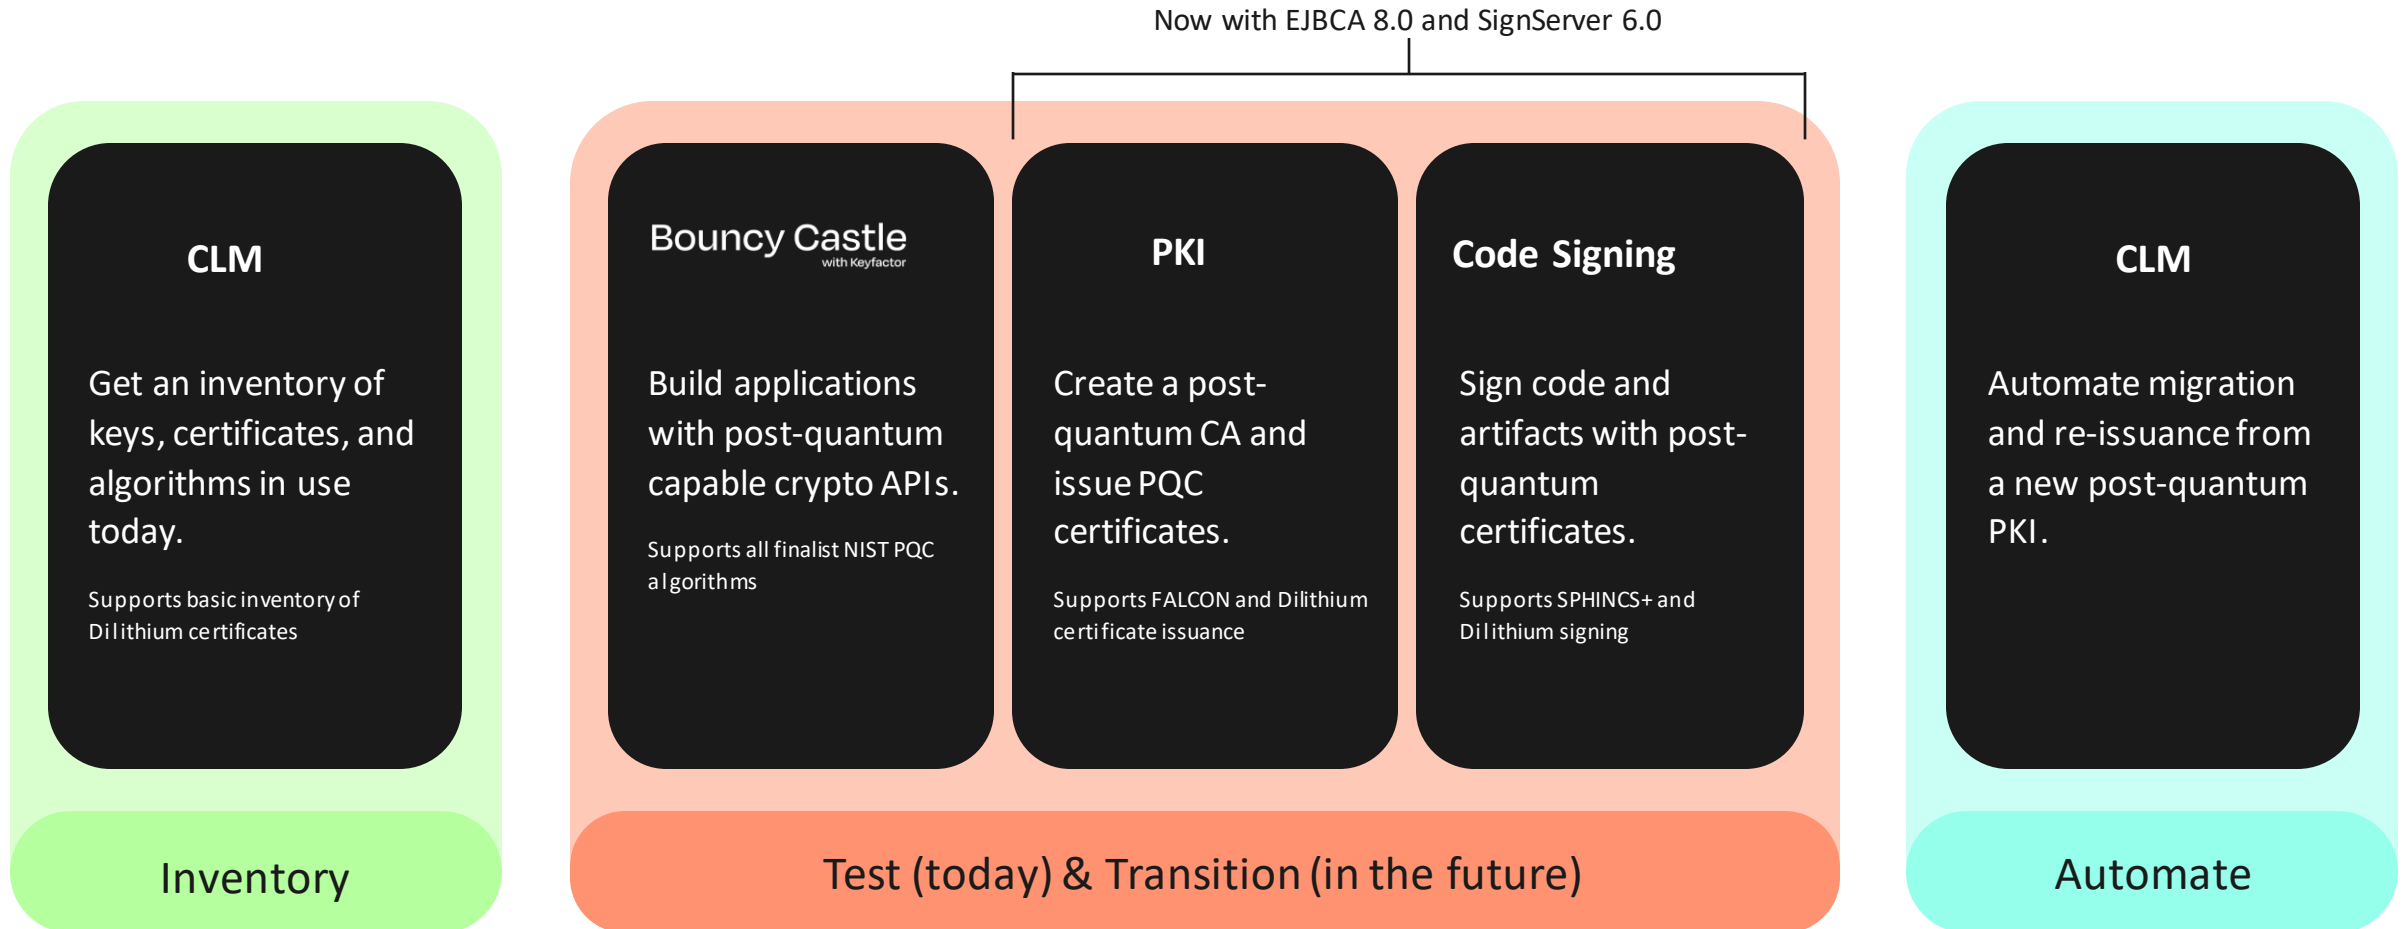 Now with EJBCA 8.0 and SignServer 6.0
CLM
Get an inventory of
keys, certificates, and
algorithms in use
today.
Supports basic inventory of
Dilithium certificates
Inventory
Bouncy Castle
with Keyfactor
Build applications
with post-quantum
capable crypto APIs.
Supports all finalist NIST PQC
algorithms
PKI
Create a post-
quantum CA and
issue PQC
certificates.
Supports FALCON and Dilithium
certificate issuance
Code Signing
Sign code and
artifacts with post-
quantum
certificates.
Supports SPHINCS+ and
Dilithium signing
Test (today) & Transition (in the future)
CLM
Automate migration
and re-issuance from
a new post-quantum
PKI.
Automate